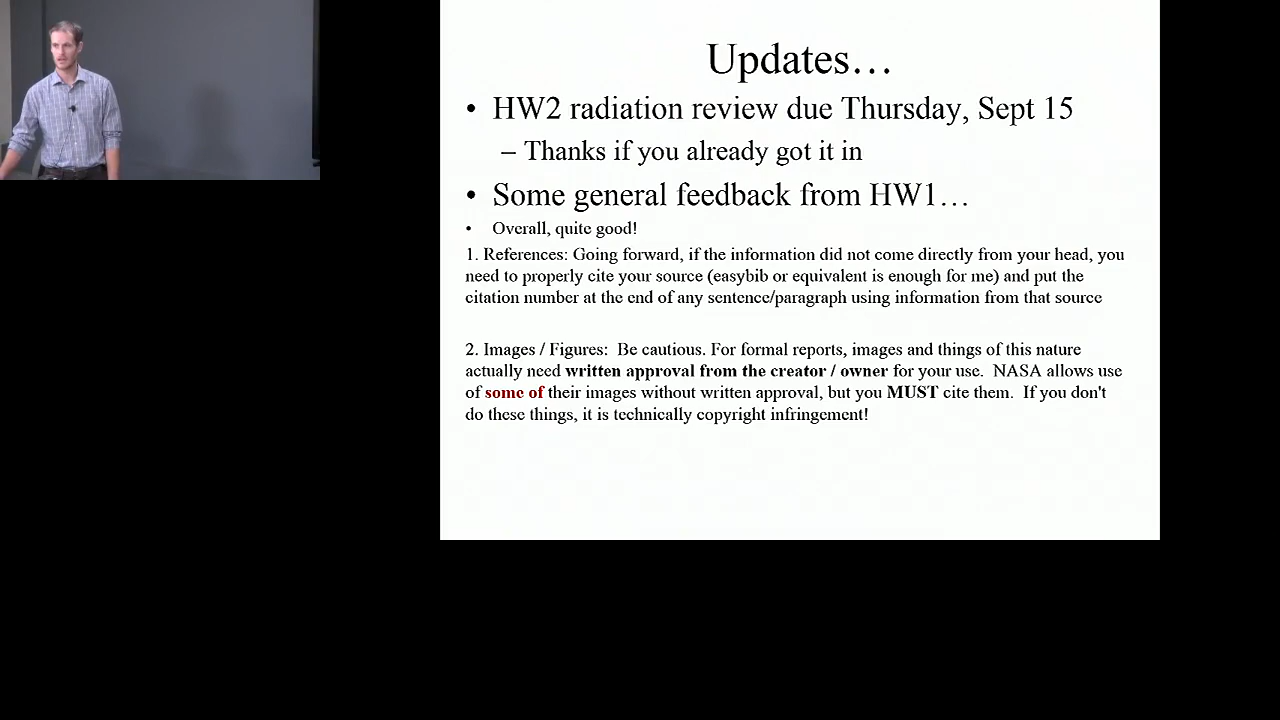 Updates…
• HW2 radiation review due Thursday, Sept 15
– Thanks if you already got it in
• Some general feedback from HW1…
• Overall, quite good!
1. References: Going forward, if the information did not come directly from your head, you
need to properly cite your source (easybib or equivalent is enough for me) and put the
citation number at the end of any sentence/paragraph using information from that source
2. Images / Figures:  Be cautious. For formal reports, images and things of this nature
actually need written approval from the creator / owner for your use.  NASA allows use
of some of their images without written approval, but you MUST cite them.  If you don't
do these things, it is technically copyright infringement!